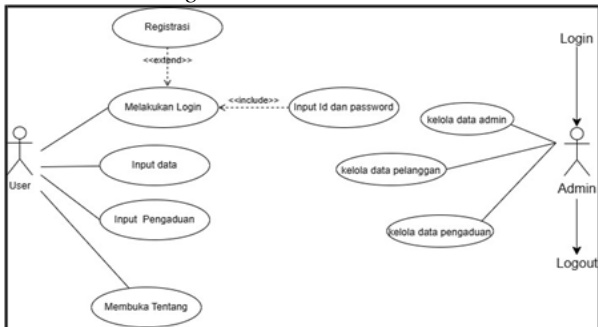 Registrasi
<<extend>>
Melakukan Login
<<include>>
Input Id dan password
Input data
User
Input Pengaduan
Membuka Tentang
Login
kelola data admin
kelola data pelanggan
Admin
kelola data pengaduan
Logout